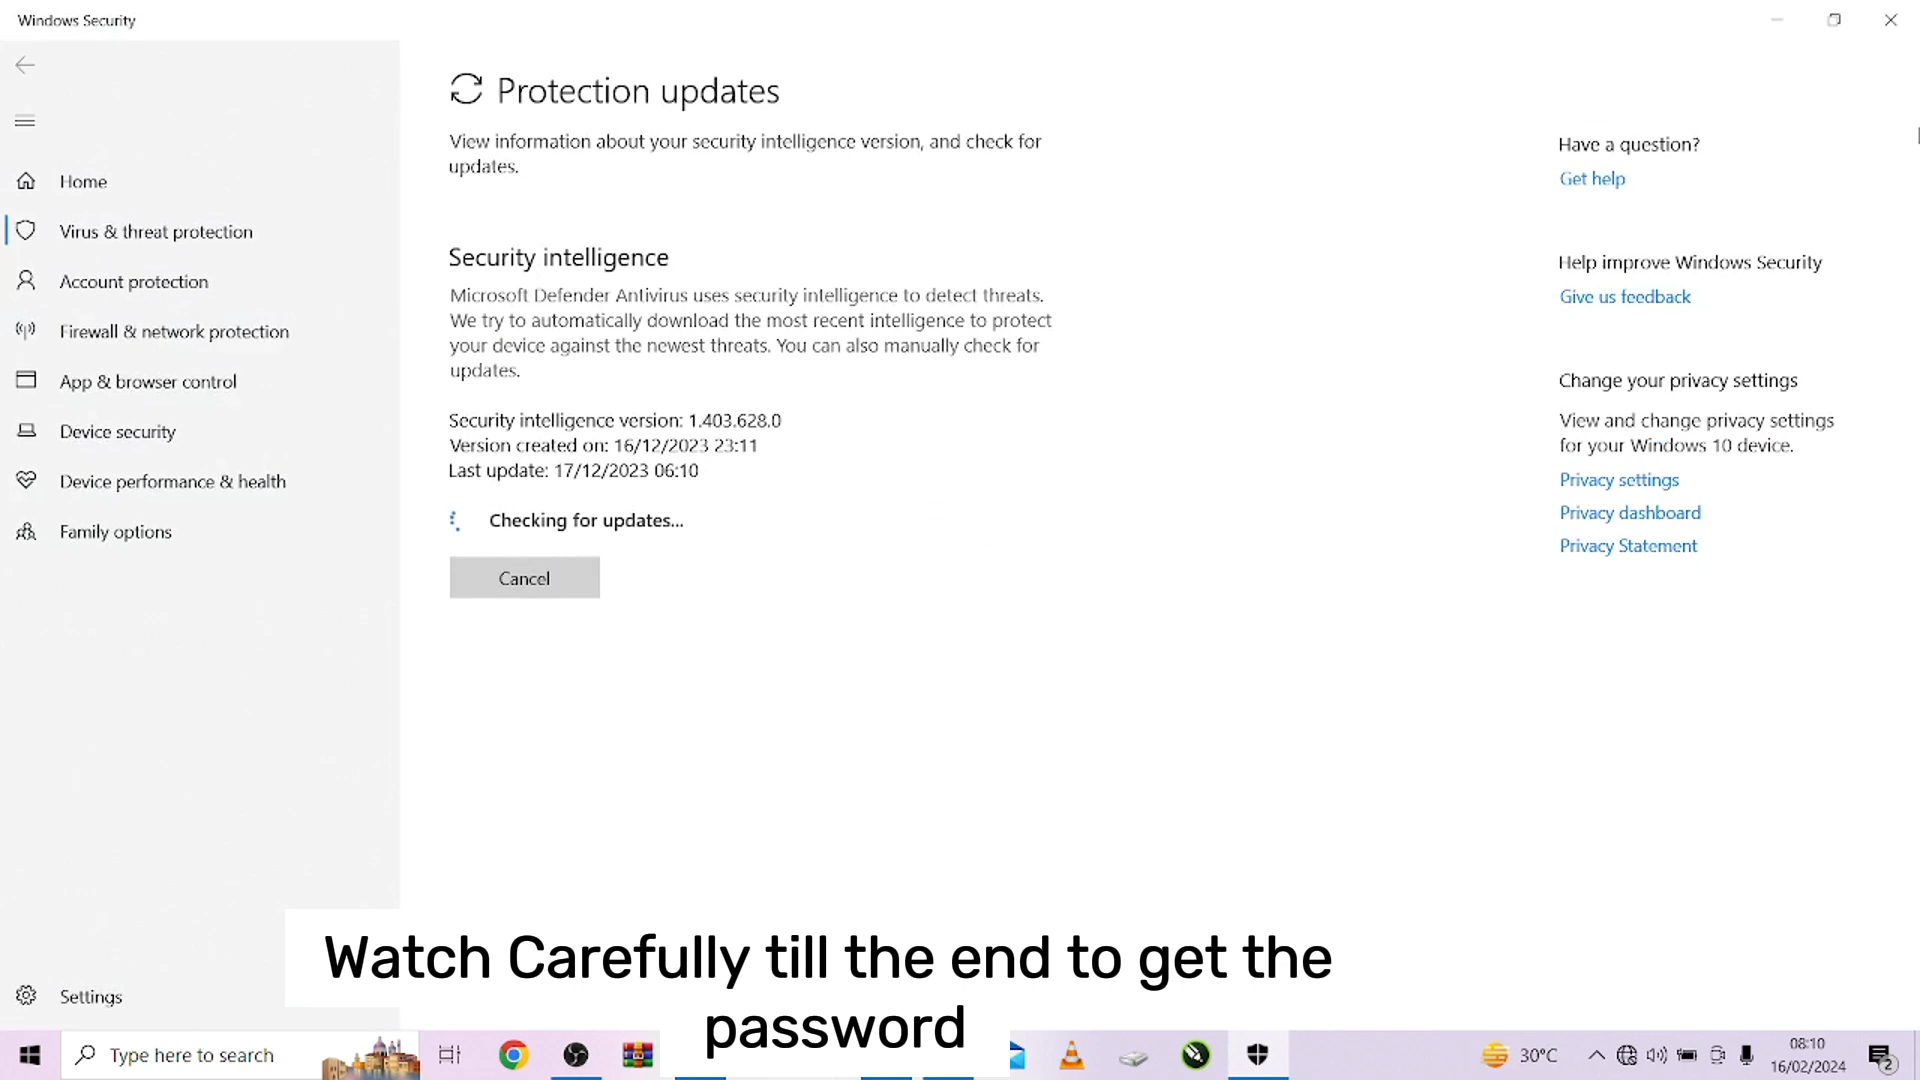 Windows Security
Home
Virus & threat protection
Account protection
Firewall & network protection
App & browser control
Device security
Device performance & health
Family options
Settings
Protection updates
View information about your security intelligence version, and check for
updates.
Security intelligence
Microsoft Defender Antivirus uses security intelligence to detect threats.
We try to automatically download the most recent intelligence to protect
your device against the newest threats. You can also manually check for
updates.
Security intelligence version: 1.403.628.0
Version created on: 16/12/2023 23:11
Last update: 17/12/2023 06:10
Checking for updates...
Cancel
Have a question?
Get help
Help improve Windows Security
Give us feedback
Change your privacy settings
View and change privacy settings
for your Windows 10 device.
Privacy settings
Privacy dashboard
Privacy Statement
Watch Carefully till the end to get the
password
Type here to search
30°C
08:10
16/02/2024
2